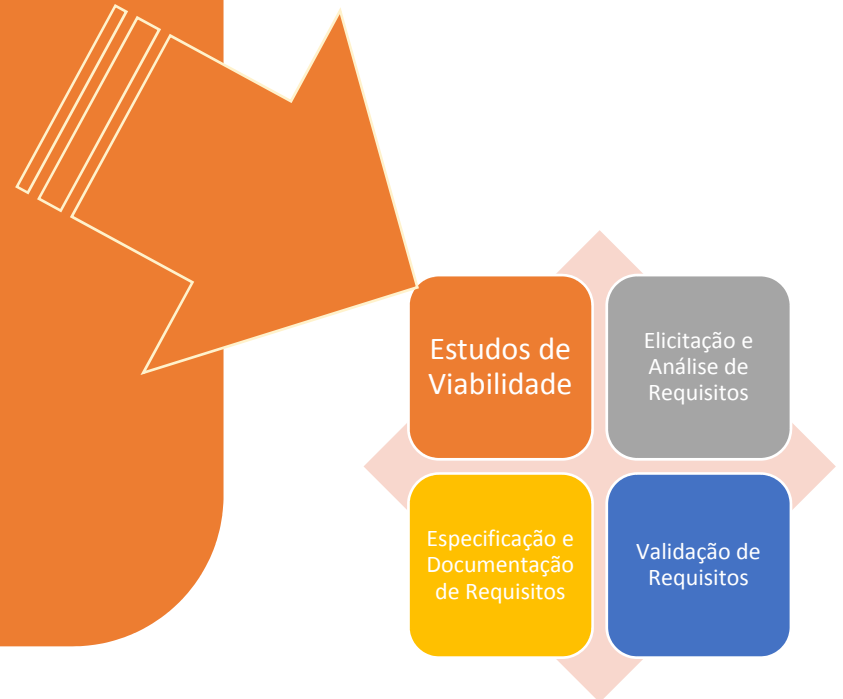 Estudos de
Viabilidade
Elicitação e
Análise de
Requisitos
Especificação e
Documentação
de Requisitos
Validação de
Requisitos